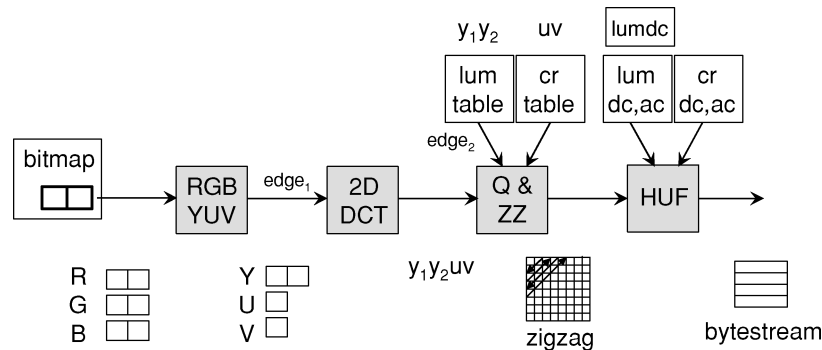 y₁y₂ uv lumdc
lum table
cr table
lum dc,ac
cr dc,ac
edge₂
bitmap
RGB YUV
edge₁
2D DCT
Q & ZZ
HUF
R
G
B
Y
U
V
y₁y₂uv
zigzag
bytestream